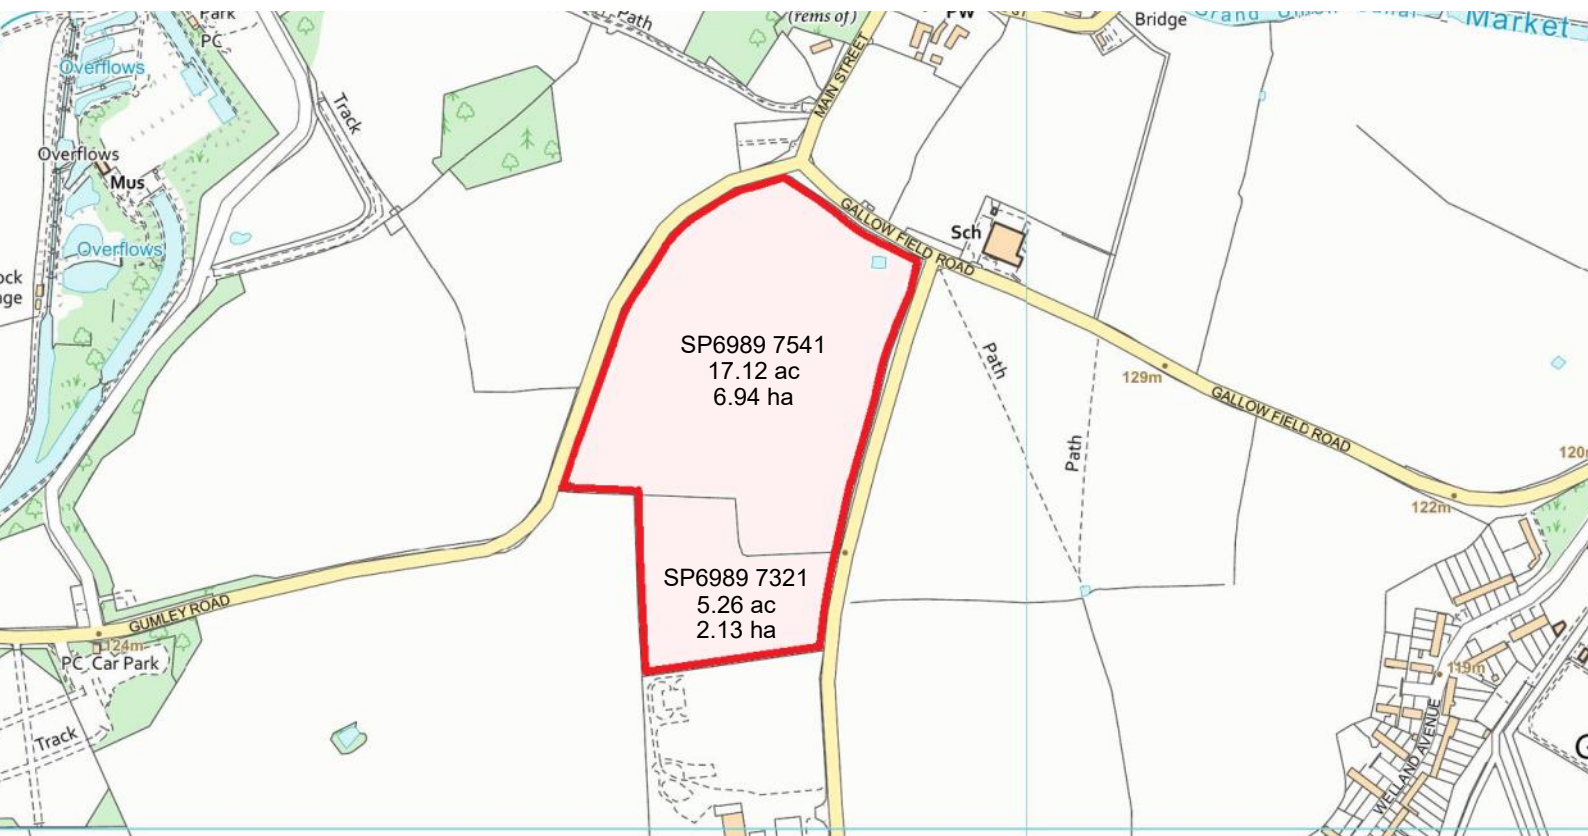 Park
PC
Path
(rems of)
PW
Bridge
Grand Union Canal
Market
Overflows
Track
MAIN STREET
Overflows
Mus
GALLOW FIELD ROAD
Sch
Overflows
SP6989 7541
17.12 ac
6.94 ha
Path
129m
GALLOW FIELD ROAD
Path
120m
122m
SP6989 7321
5.26 ac
2.13 ha
GUMLEY ROAD
124m
PC Car Park
119m
Track
WELLAND AVENUE